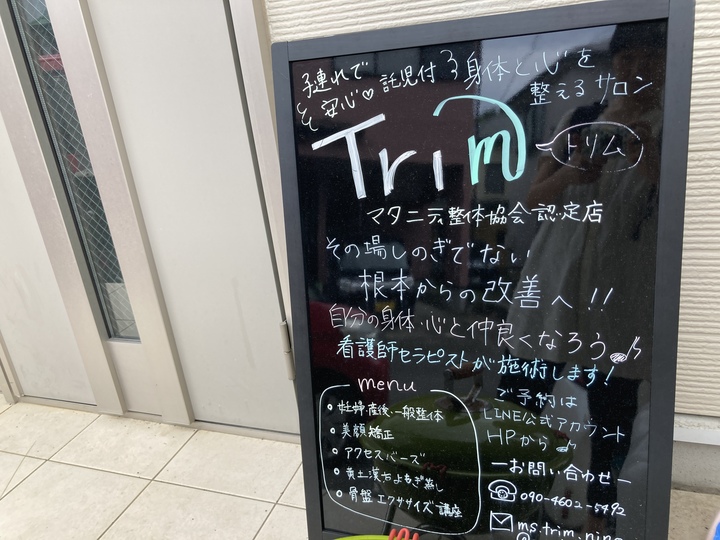 子連れで
安心♡託児付
身体と心を
整えるサロン
Trim
トリム
マタニティ整体協会認定店
その場しのぎでない
根本からの改善へ!!
自分の身体・心と仲良くなろう♪
看護師セラピストが施術します!
menu
妊婦・産後・一般整体
美顔矯正
アクセスバーズ
黄土漢方よもぎ蒸し
骨盤エクササイズ講座
ご予約は
LINE公式アカウント
HPから♪
ーお問い合わせー
090-4602-5492
ms.trim.nina
@